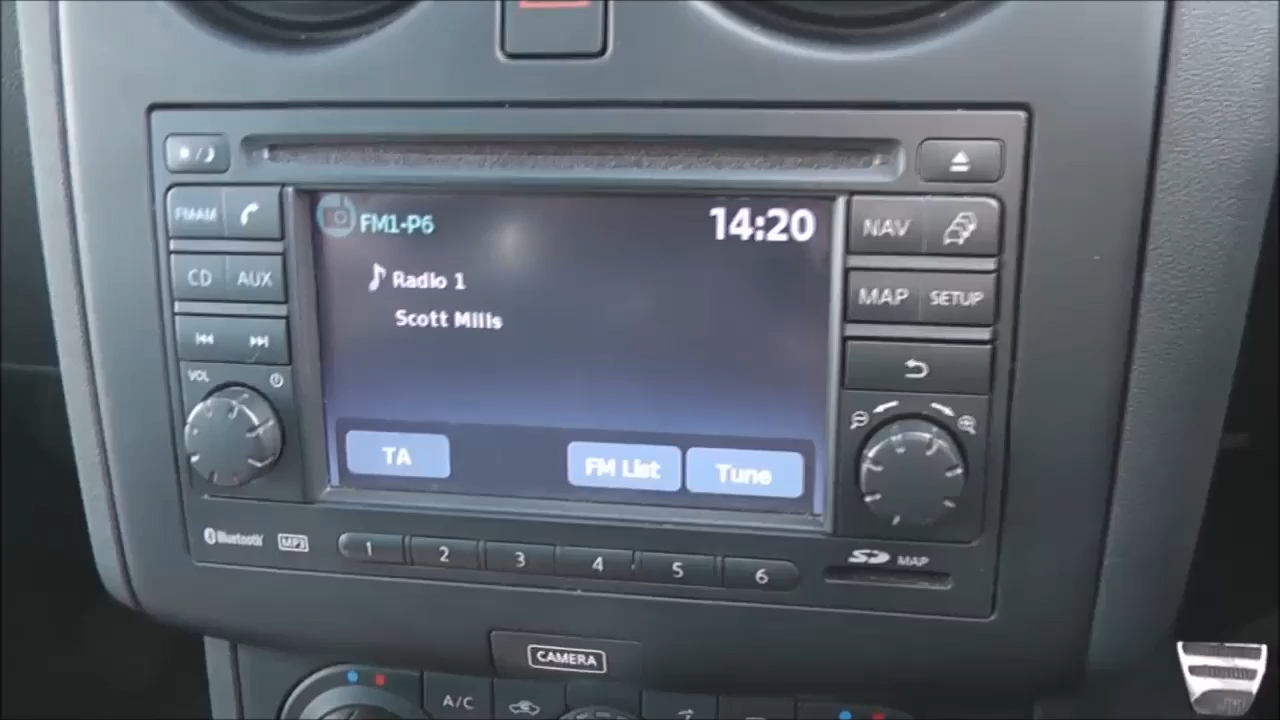 FM1-P6 14:20
Radio 1
Scott Mills
TA FM List Tune
FM AM
CD AUX
VOL
NAV
MAP SETUP
Bluetooth MP3
1 2 3 4 5 6
SD MAP
CAMERA
A/C